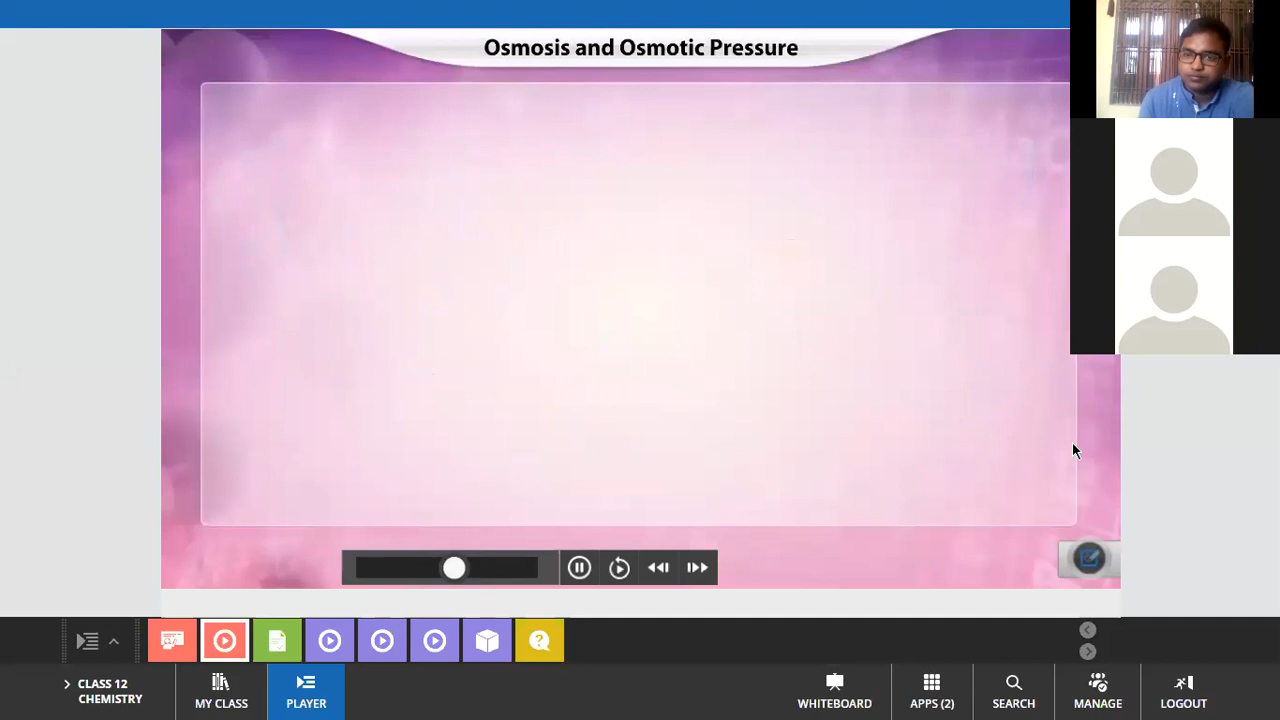 Osmosis and Osmotic Pressure
CLASS 12
CHEMISTRY
MY CLASS
PLAYER
WHITEBOARD
APPS (2)
SEARCH
MANAGE
LOGOUT